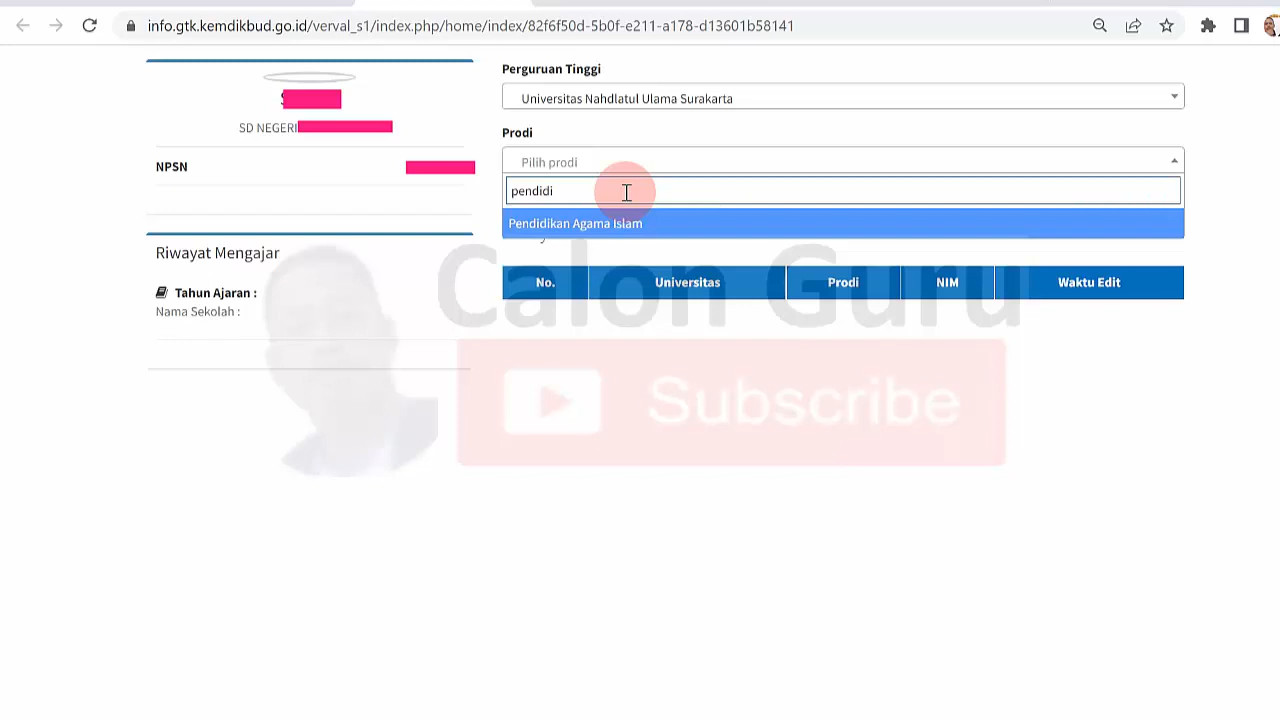 info.gtk.kemdikbud.go.id/verval_s1/index.php/home/index/82f6f50d-5b0f-e211-a178-d13601b58141
SD NEGERI
NPSN
Riwayat Mengajar
Tahun Ajaran :
Nama Sekolah :
Perguruan Tinggi
Universitas Nahdlatul Ulama Surakarta
Prodi
Pilih prodi
pendidi
Pendidikan Agama Islam
No. Universitas Prodi NIM Waktu Edit
Calon Guru
Subscribe